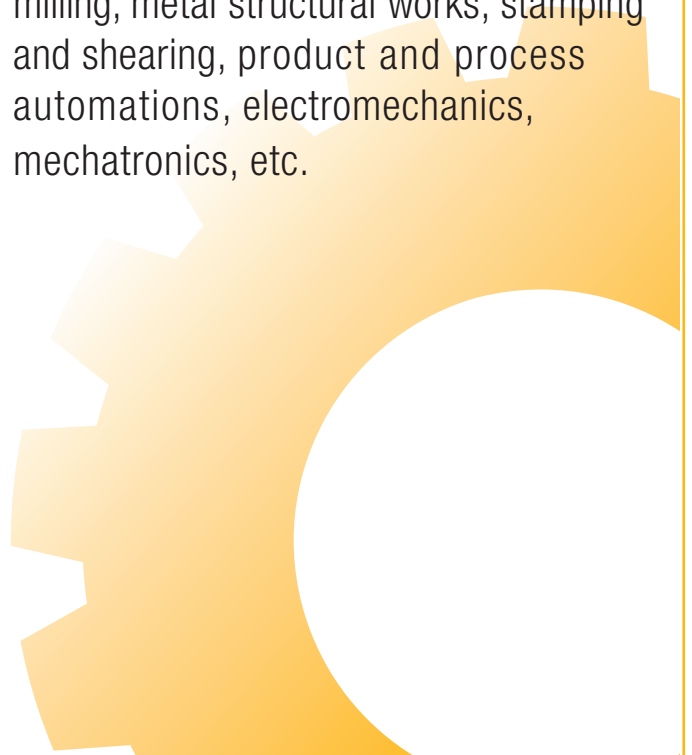 milling, metal structural works, stamping
and shearing, product and process
automations, electromechanics,
mechatronics, etc.